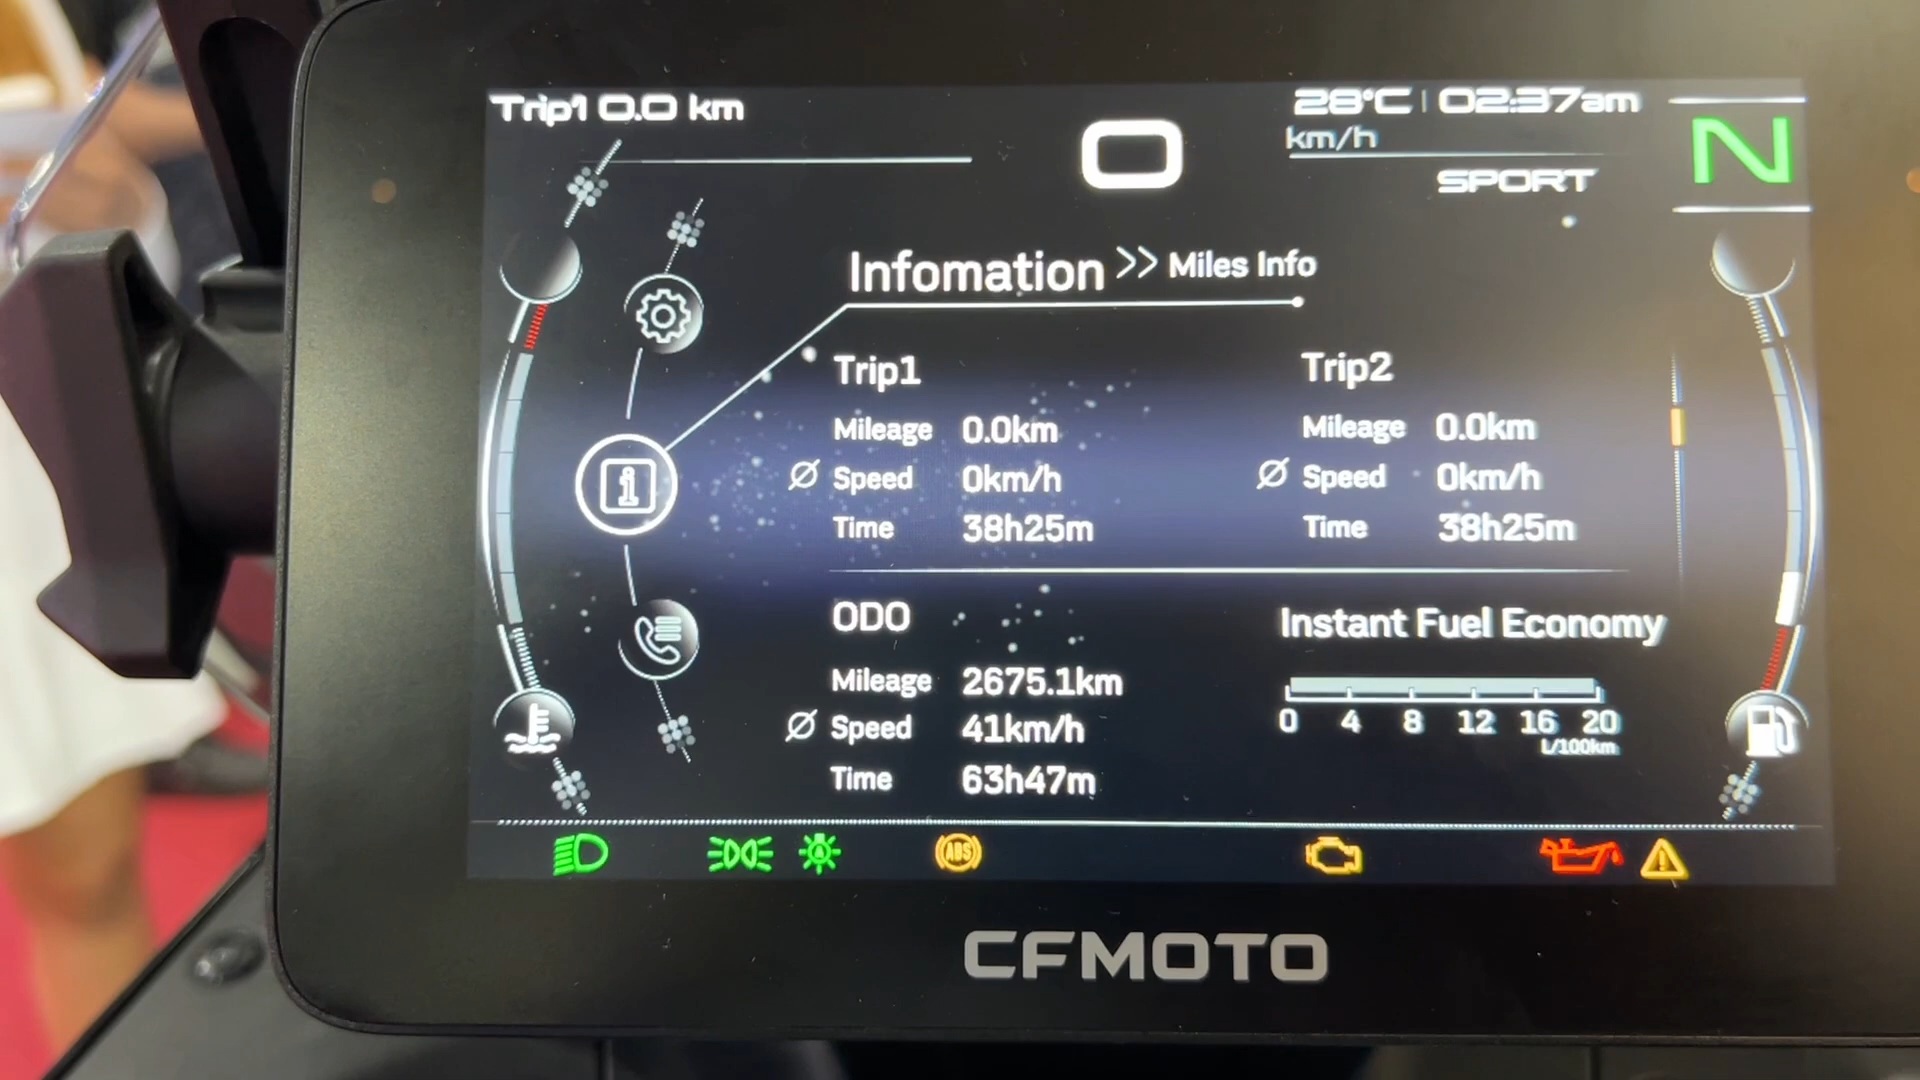 Trip1 0.0 km
0
28°C | 02:37am
km/h
SPORT
N
Infomation >> Miles Info
Trip1
Mileage 0.0km
Ø Speed 0km/h
Time 38h25m
Trip2
Mileage 0.0km
Ø Speed 0km/h
Time 38h25m
ODO
Mileage 2675.1km
Ø Speed 41km/h
Time 63h47m
Instant Fuel Economy
0 4 8 12 16 20
L/100km
A
ABS
CFMOTO